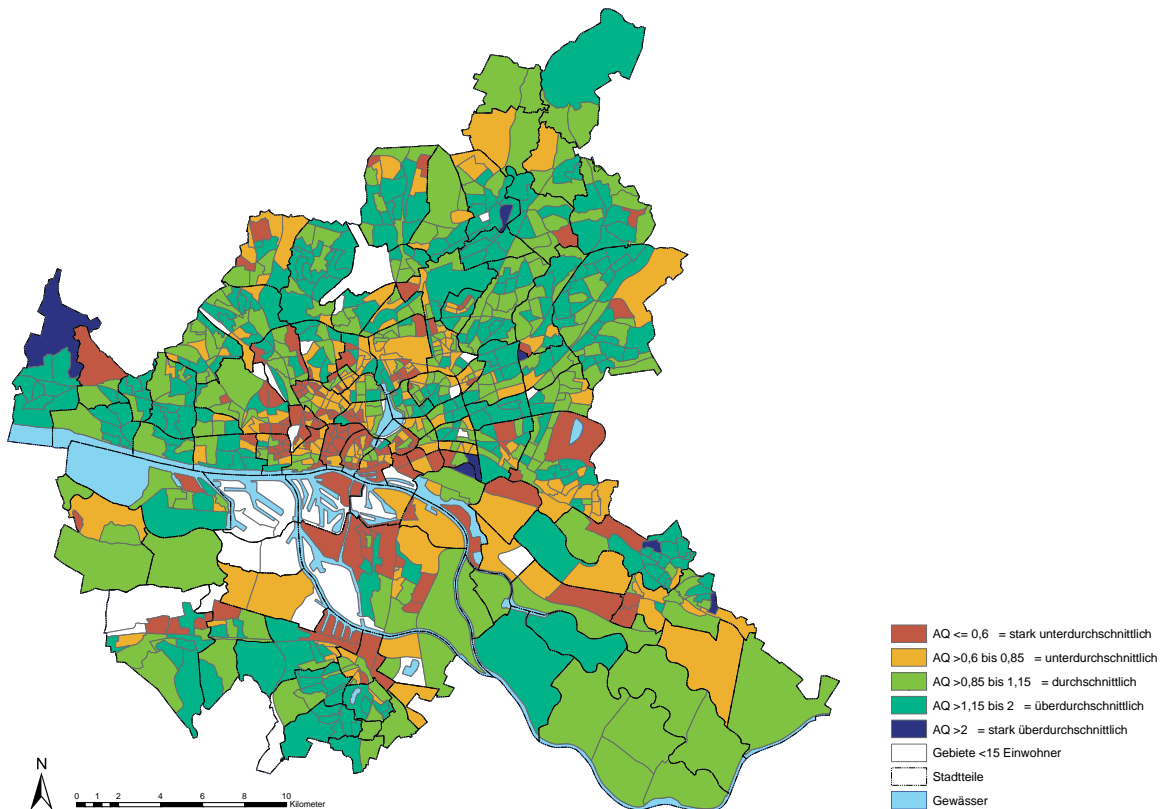 AQ <= 0,6 = stark unterdurchschnittlich
AQ >0,6 bis 0,85 = unterdurchschnittlich
AQ >0,85 bis 1,15 = durchschnittlich
AQ >1,15 bis 2 = überdurchschnittlich
AQ >2 = stark überdurchschnittlich
Gebiete <15 Einwohner
Stadtteile
Gewässer
N
0 1 2 4 6 8 10
Kilometer